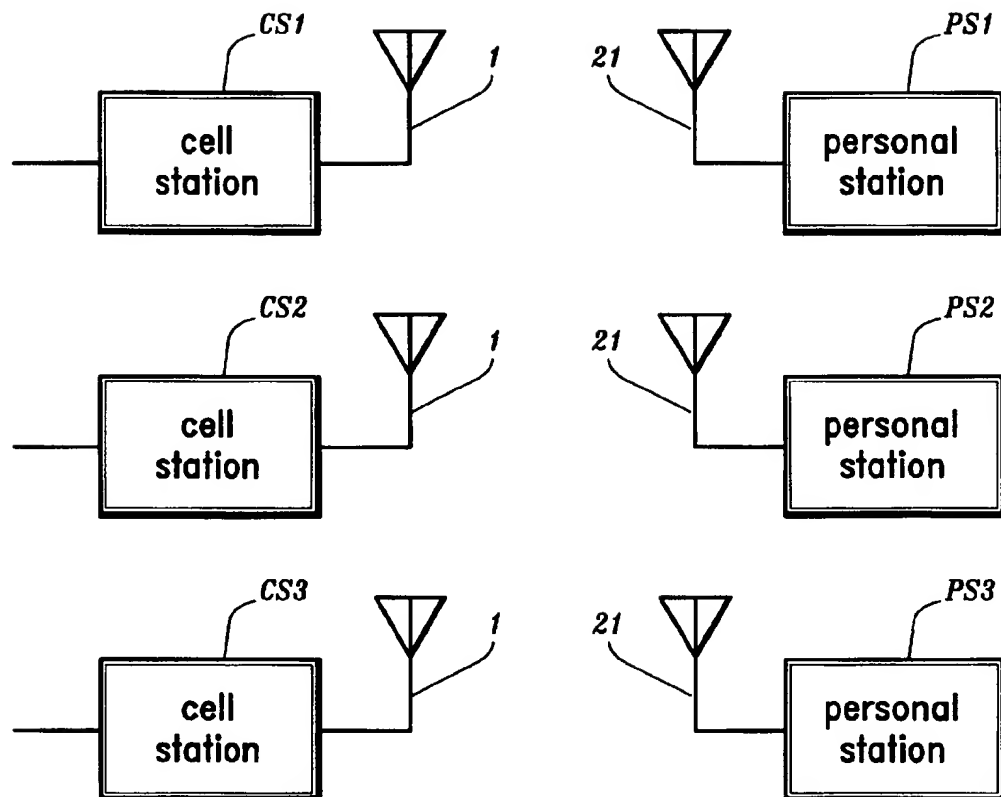 CS1
1
21
PS1
cell
station
personal
station
CS2
1
21
PS2
cell
station
personal
station
CS3
1
21
PS3
cell
station
personal
station